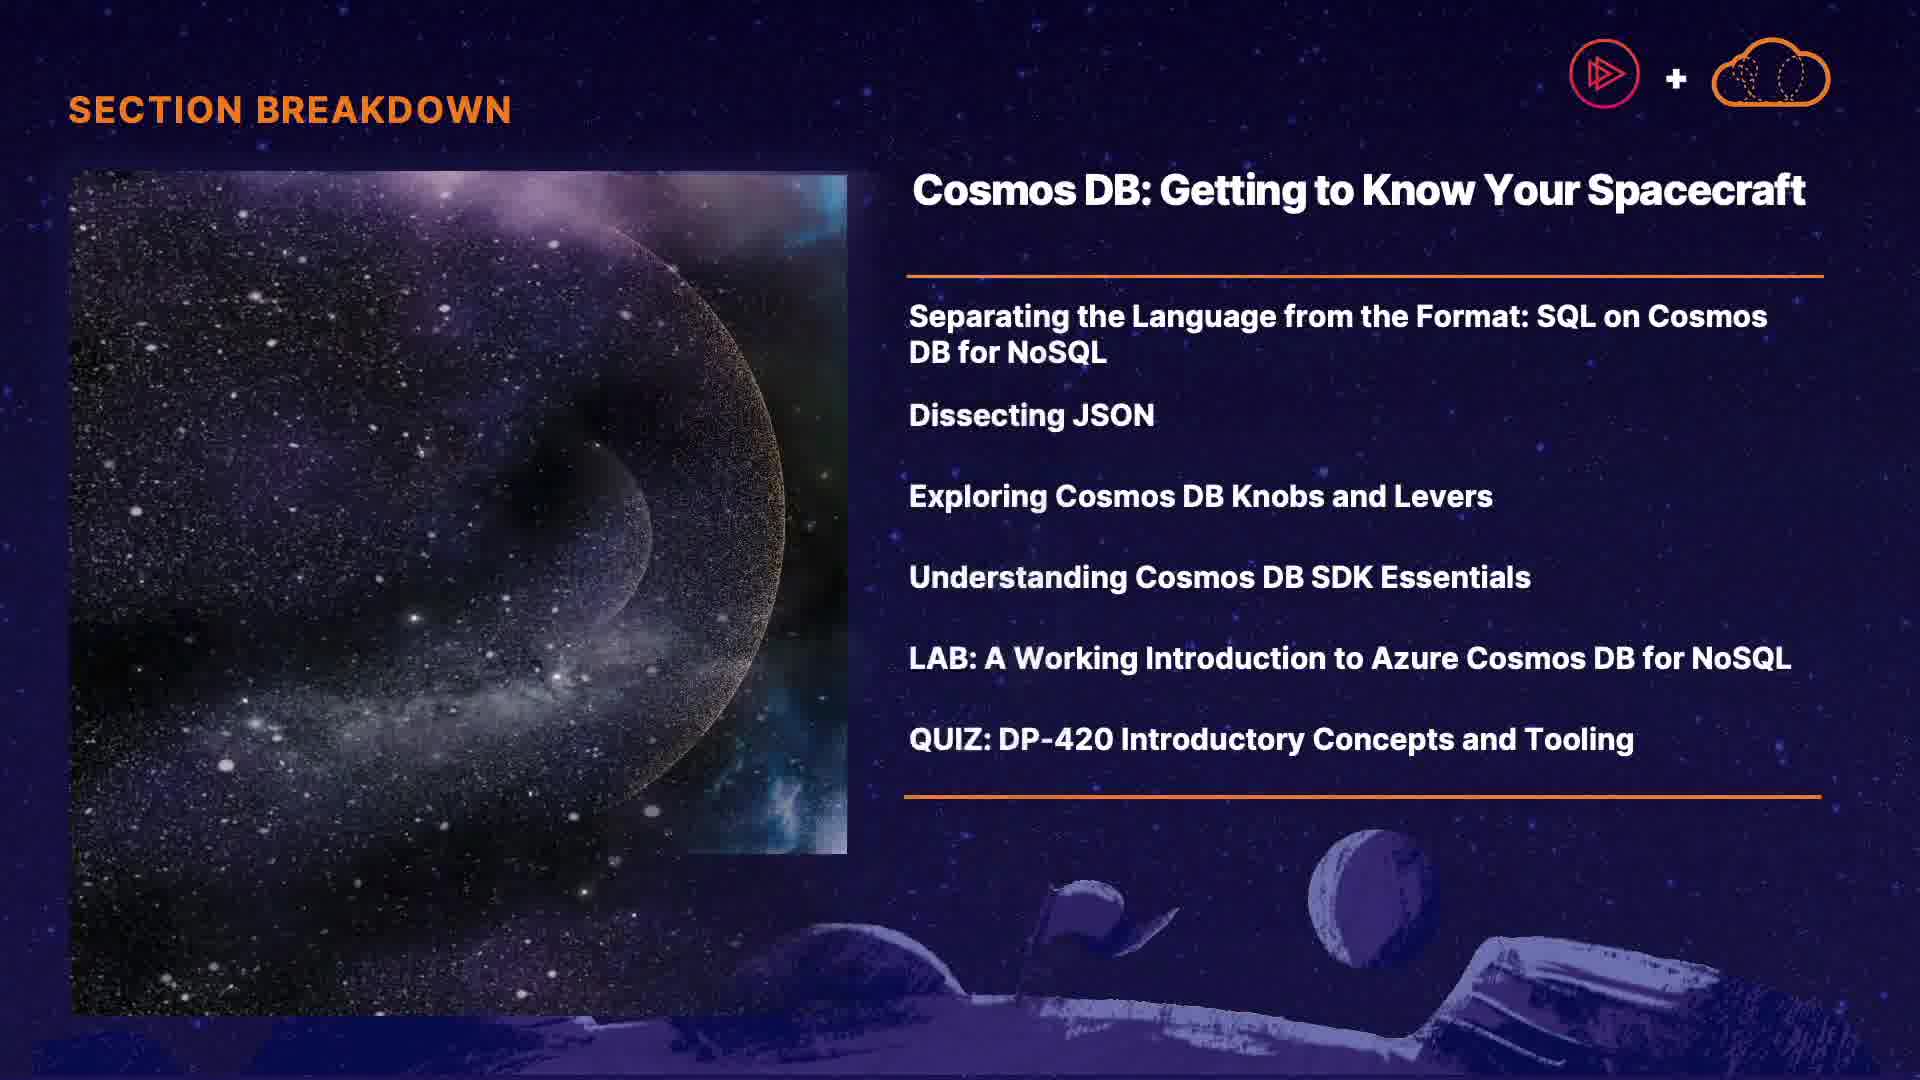 SECTION BREAKDOWN
+
Cosmos DB: Getting to Know Your Spacecraft
Separating the Language from the Format: SQL on Cosmos
DB for NoSQL
Dissecting JSON
Exploring Cosmos DB Knobs and Levers
Understanding Cosmos DB SDK Essentials
LAB: A Working Introduction to Azure Cosmos DB for NoSQL
QUIZ: DP-420 Introductory Concepts and Tooling